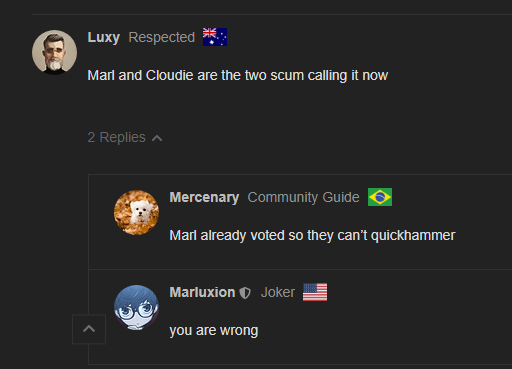 Luxy Respected
Marl and Cloudie are the two scum calling it now
2 Replies
Mercenary Community Guide
Marl already voted so they can’t quickhammer
Marluxion Joker
you are wrong